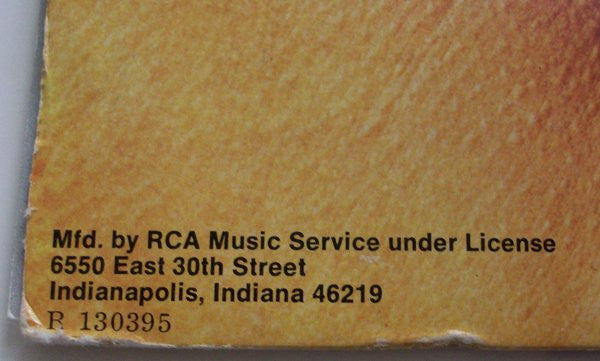 Mfd. by RCA Music Service under License
6550 East 30th Street
Indianapolis, Indiana 46219
R 130395